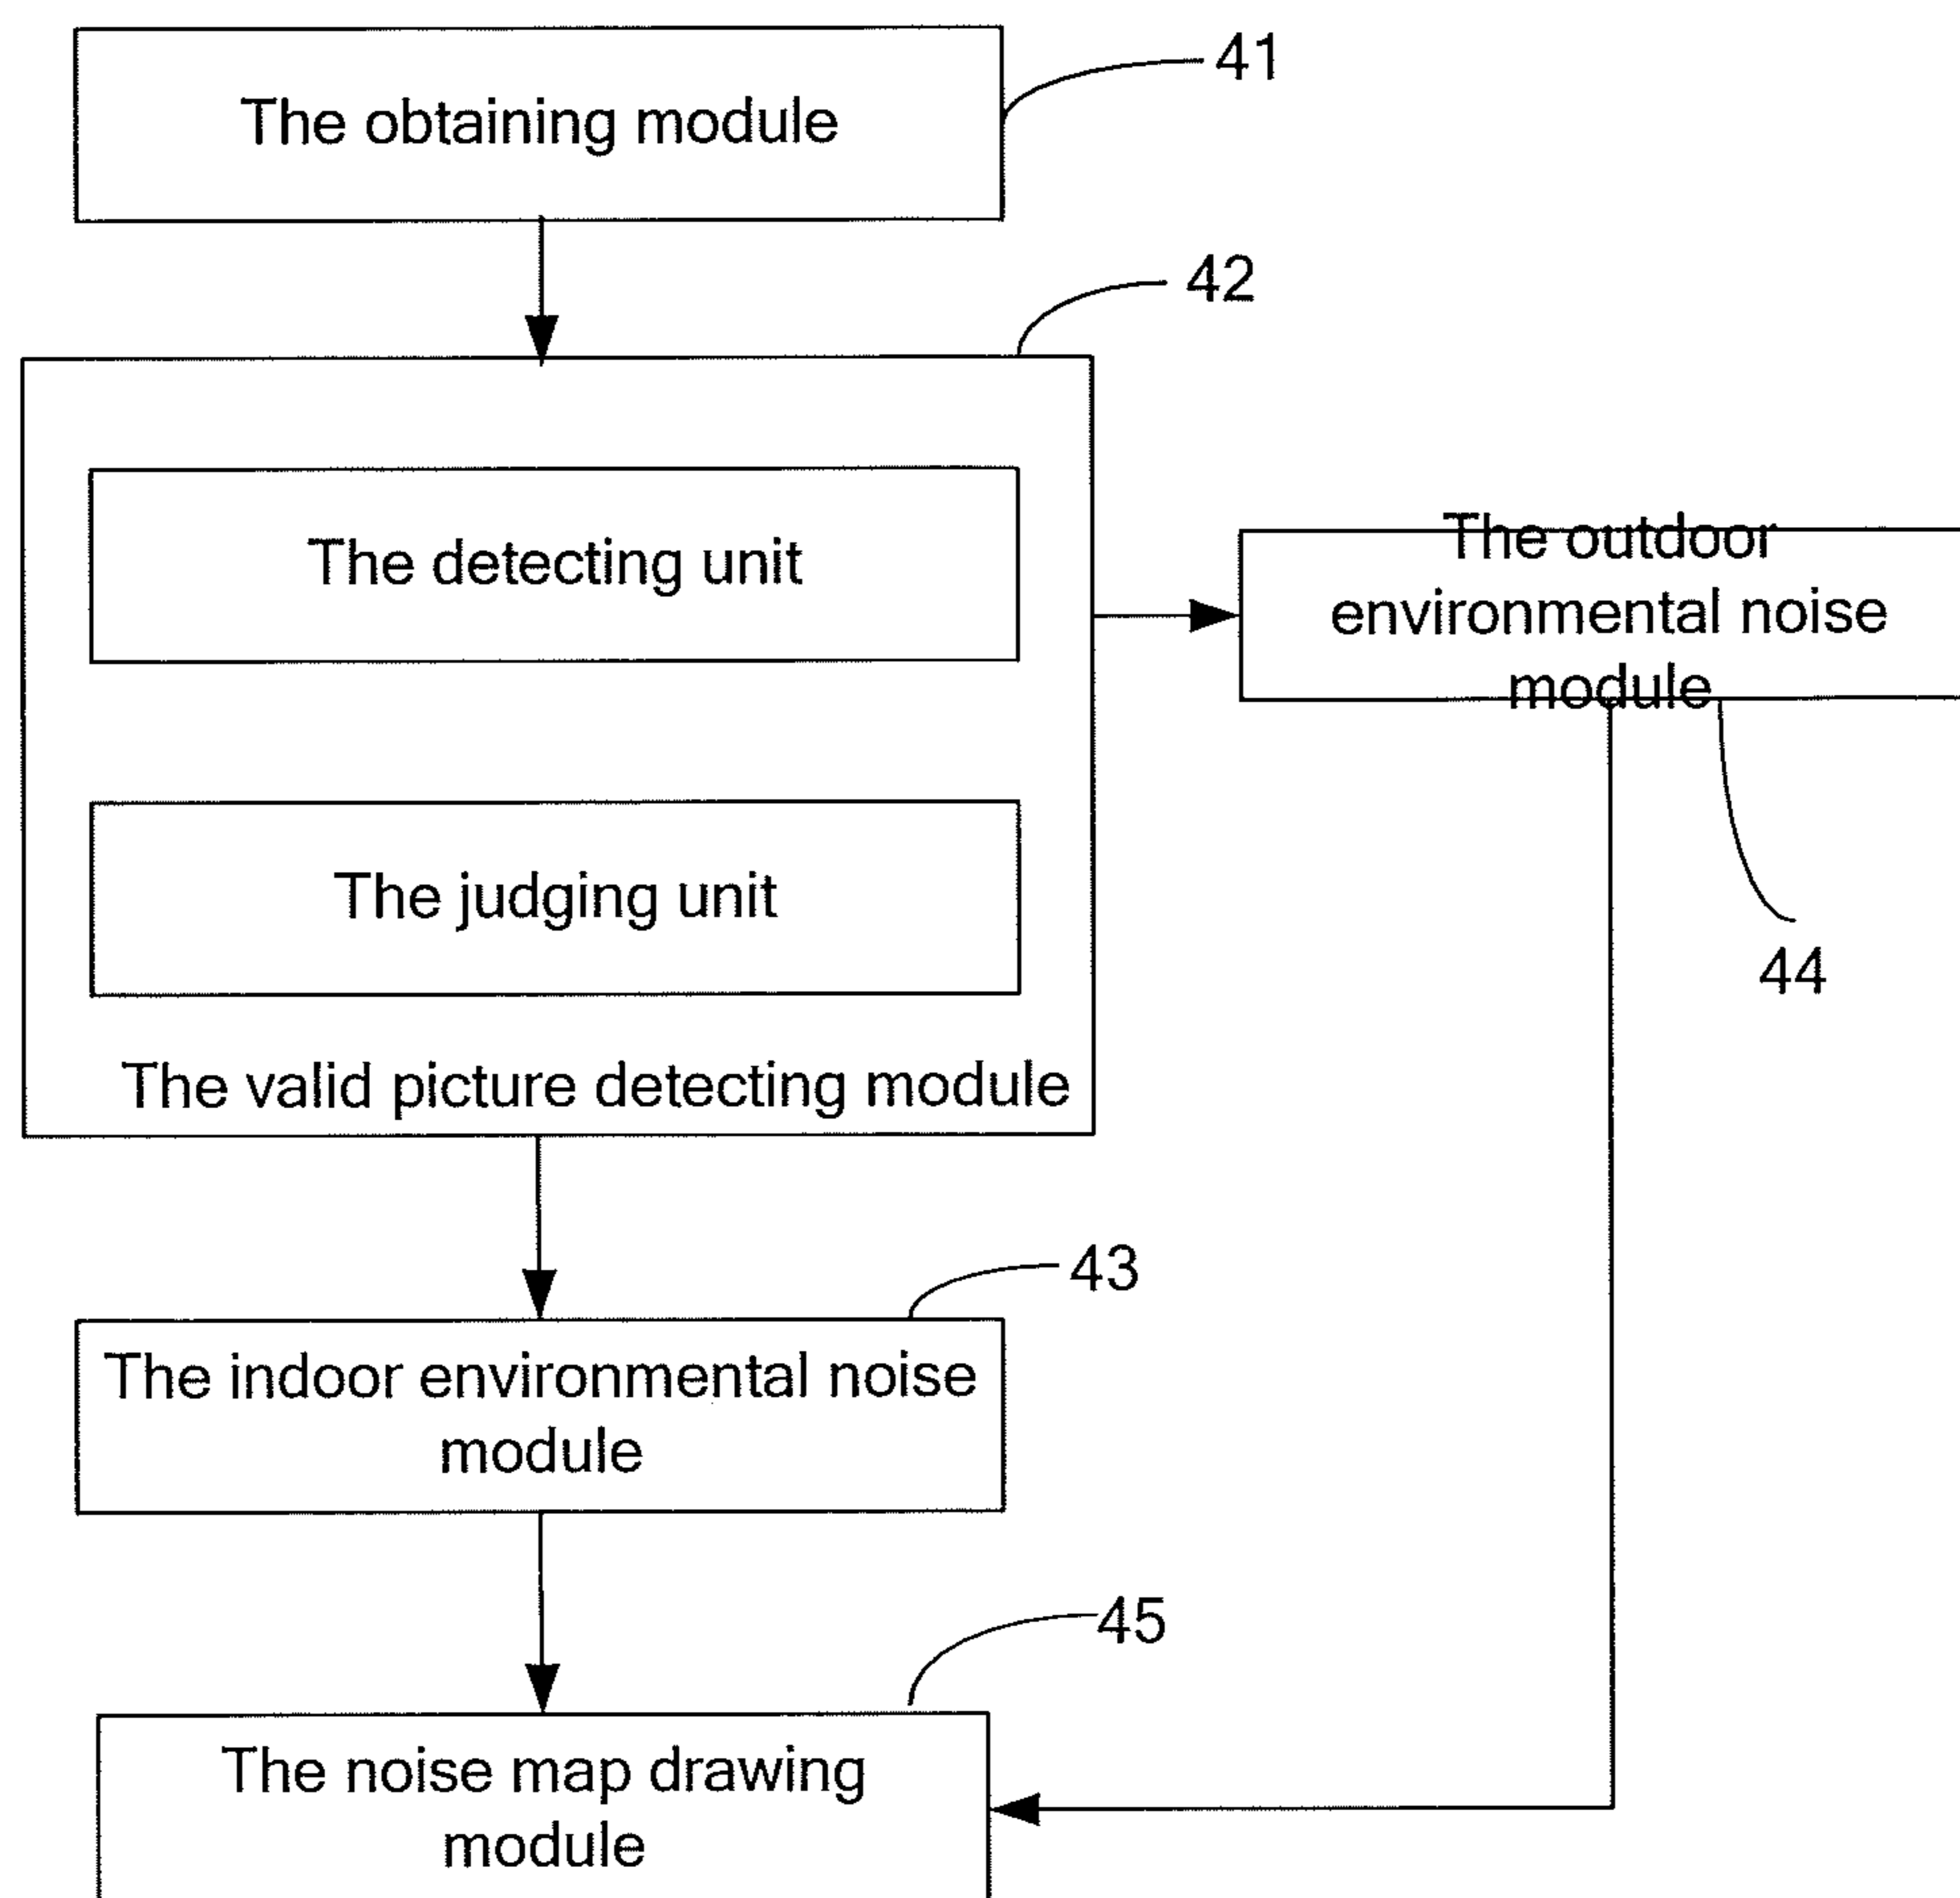 41
The obtaining module
42
The detecting unit
The outdoor
environmental noise
module
The judging unit
44
The valid picture detecting module
43
The indoor environmental noise
module
45
The noise map drawing
module